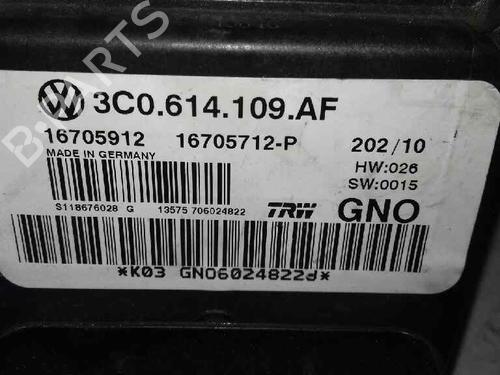 3C0.614.109.AF
16705912 16705712-P 202/10
MADE IN GERMANY HW:026
SW:0015
S118676028 G 13575 706024822 TRW GNO
*K03 GNO6024822d*
B-PARTS